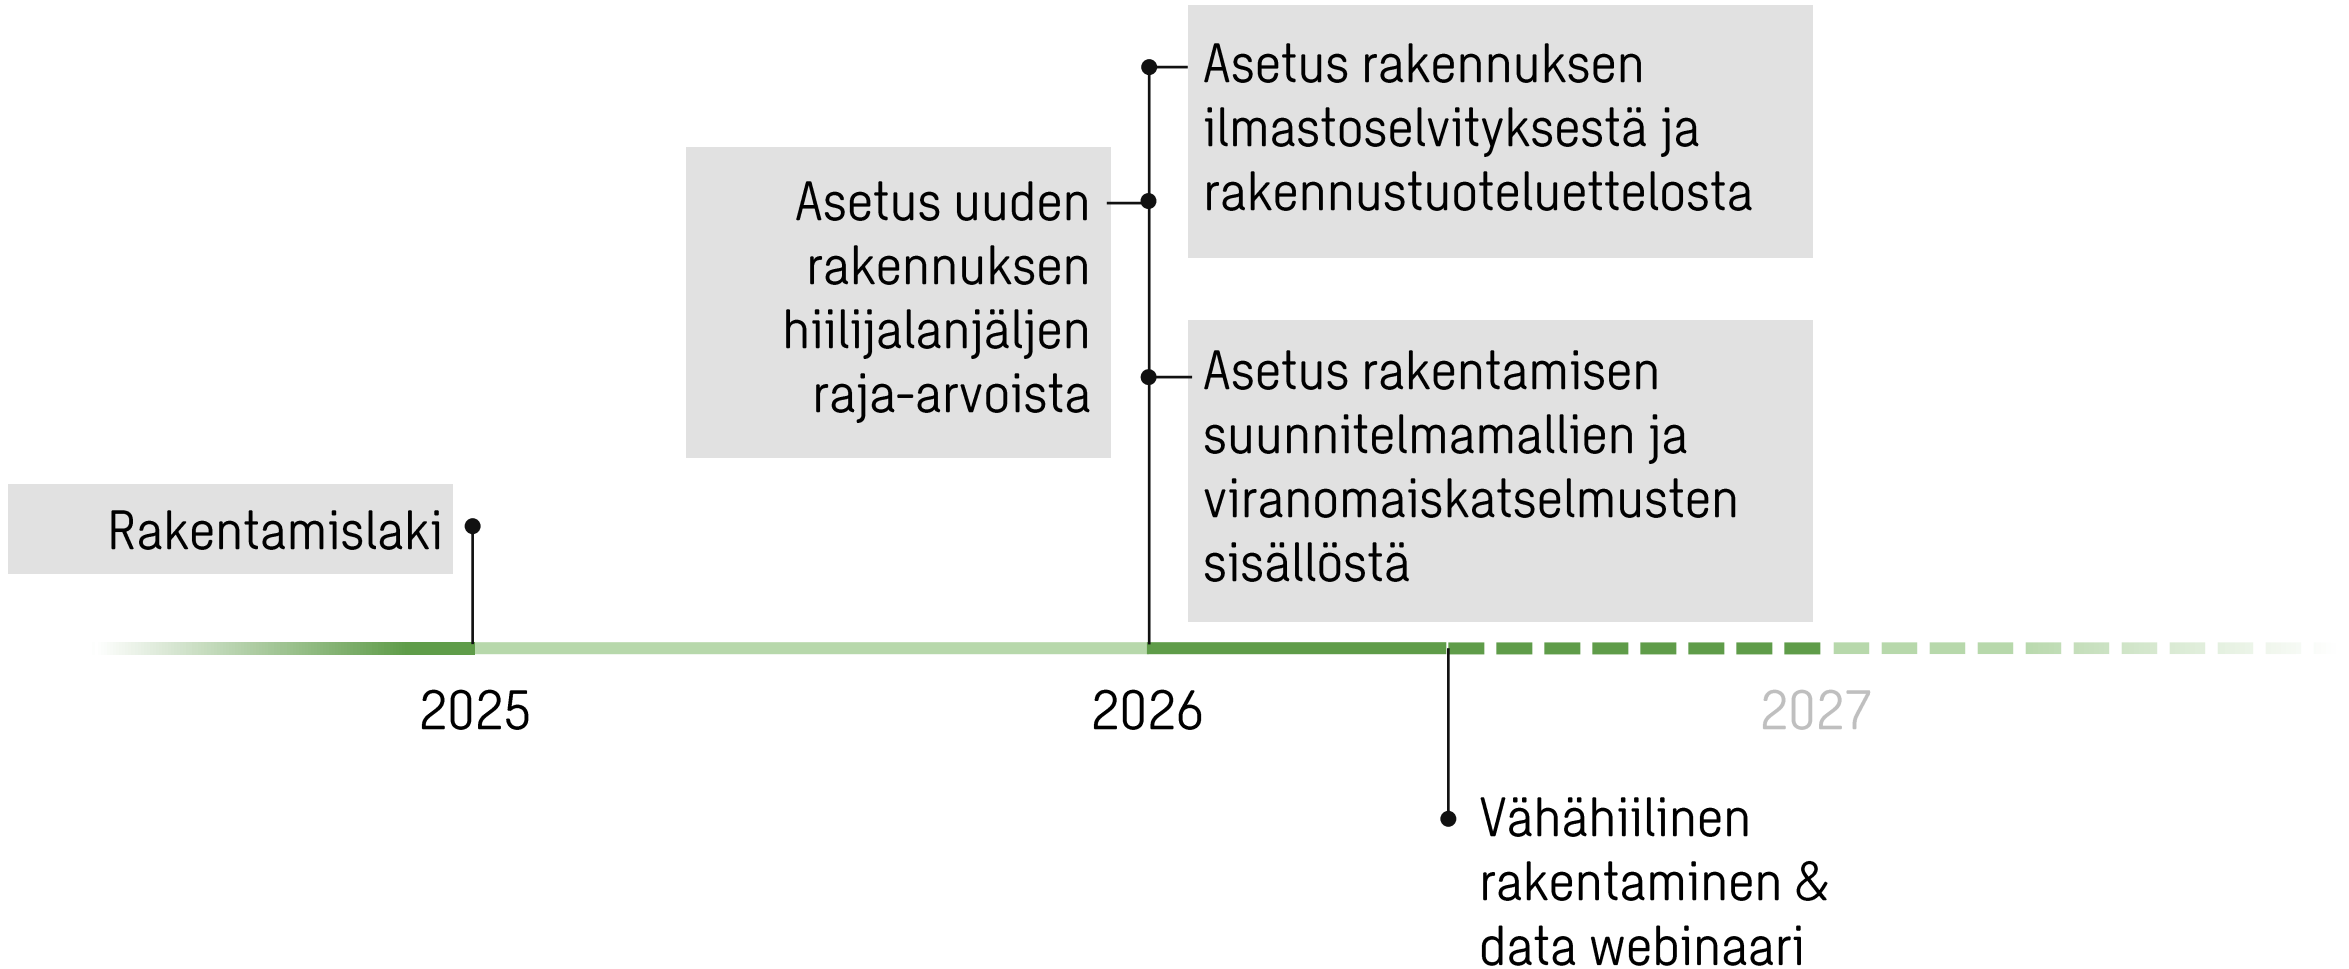 Asetus rakennuksen
ilmastoselvityksestä ja
rakennustuoteluettelosta
Asetus uuden
rakennuksen
hiilijalanjäljen
raja-arvoista
Asetus rakentamisen
suunnitelmamallien ja
viranomaiskatselmusten
sisällöstä
Rakentamislaki
2025
2026
2027
Vähähiilinen
rakentaminen &
data webinaari